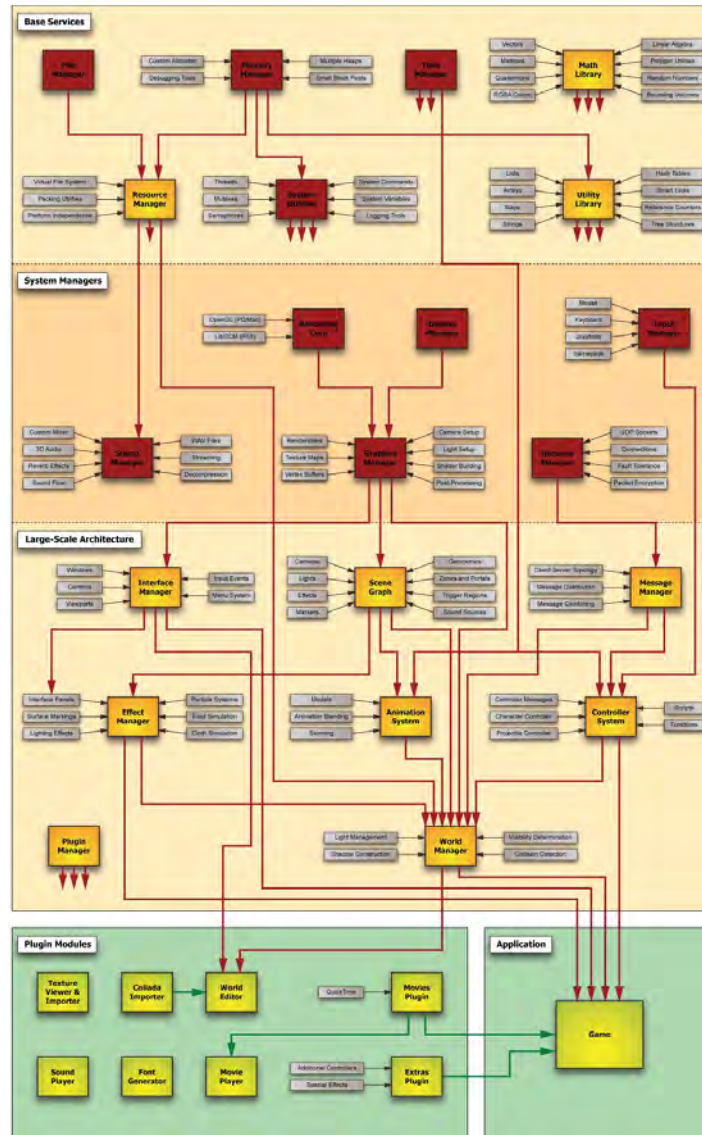 Base Services
File
Manager
Memory
Manager
Time
Manager
Math
Library
Custom Allocator
Debugging Tools
Multiple Heaps
Small Block Pools
Vectors
Matrices
Quaternions
RGBA Colors
Linear Algebra
Polygon Utilities
Random Numbers
Bounding Volumes
Resource
Manager
System
Utilities
Utility
Library
Virtual File System
Packing Utilities
Platform Independence
Threads
Mutexes
Semaphores
System Commands
System Variables
Logging Tools
Lists
Arrays
Maps
Strings
Hash Tables
Smart Links
Reference Counters
Tree Structures
System Managers
OpenGL (PC/Mac)
LibGCM (PS3)
Display
Manager
Input
Manager
Mouse
Keyboard
Joysticks
Sound
Manager
Graphics
Manager
Network
Manager
Custom Mixer
3D Audio
Reverb Effects
Sound Flow
WAV Files
Streaming
Decompression
Renderables
Texture Maps
Vertex Buffers
Camera Setup
Light Setup
Shader Building
Post-Processing
UDP Sockets
Connections
Fault Tolerance
Packet Encryption
Large-Scale Architecture
Interface
Manager
Scene
Graph
Message
Manager
Windows
Controls
Viewports
Input Events
Menu System
Cameras
Lights
Effects
Markers
Geometries
Zones and Portals
Trigger Regions
Sound Sources
Client-Server Topology
Message Distribution
Message Combining
Effect
Manager
Animation
System
Controller
System
Interface Panels
Surface Markings
Lighting Effects
Particle Systems
Fluid Simulation
Cloth Simulation
Models
Animation Blending
Skinning
Controller Messages
Character Controller
Projectile Controller
Scripts
Functions
Plugin
Manager
World
Manager
Light Management
Shadow Construction
Visibility Determination
Collision Detection
Plugin Modules
Application
Texture
Viewer &
Importer
Collada
Importer
World
Editor
QuickTime
Movies
Plugin
Game
Sound
Player
Font
Generator
Movie
Player
Additional Controllers
Special Effects
Extras
Plugin